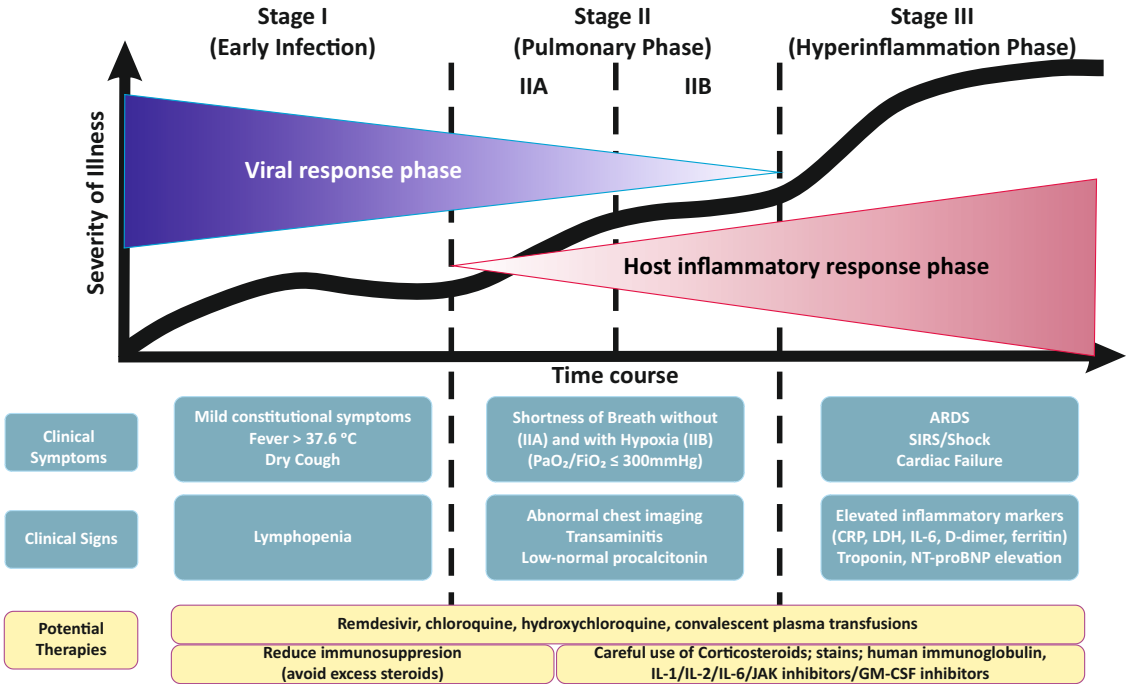 Stage I
(Early Infection)
Stage II
(Pulmonary Phase)
Stage III
(Hyperinflammation Phase)
IIA
IIB
Severity of Illness
Viral response phase
Host inflammatory response phase
Time course
Clinical
Symptoms
Mild constitutional symptoms
Fever > 37.6 °C
Dry Cough
Shortness of Breath without
(IIA) and with Hypoxia (IIB)
(PaO₂/FiO₂ ≤ 300mmHg)
ARDS
SIRS/Shock
Cardiac Failure
Clinical Signs
Lymphopenia
Abnormal chest imaging
Transaminitis
Low-normal procalcitonin
Elevated inflammatory markers
(CRP, LDH, IL-6, D-dimer, ferritin)
Troponin, NT-proBNP elevation
Potential
Therapies
Remdesivir, chloroquine, hydroxychloroquine, convalescent plasma transfusions
Reduce immunosuppresion
(avoid excess steroids)
Careful use of Corticosteroids; stains; human immunoglobulin,
IL-1/IL-2/IL-6/JAK inhibitors/GM-CSF inhibitors